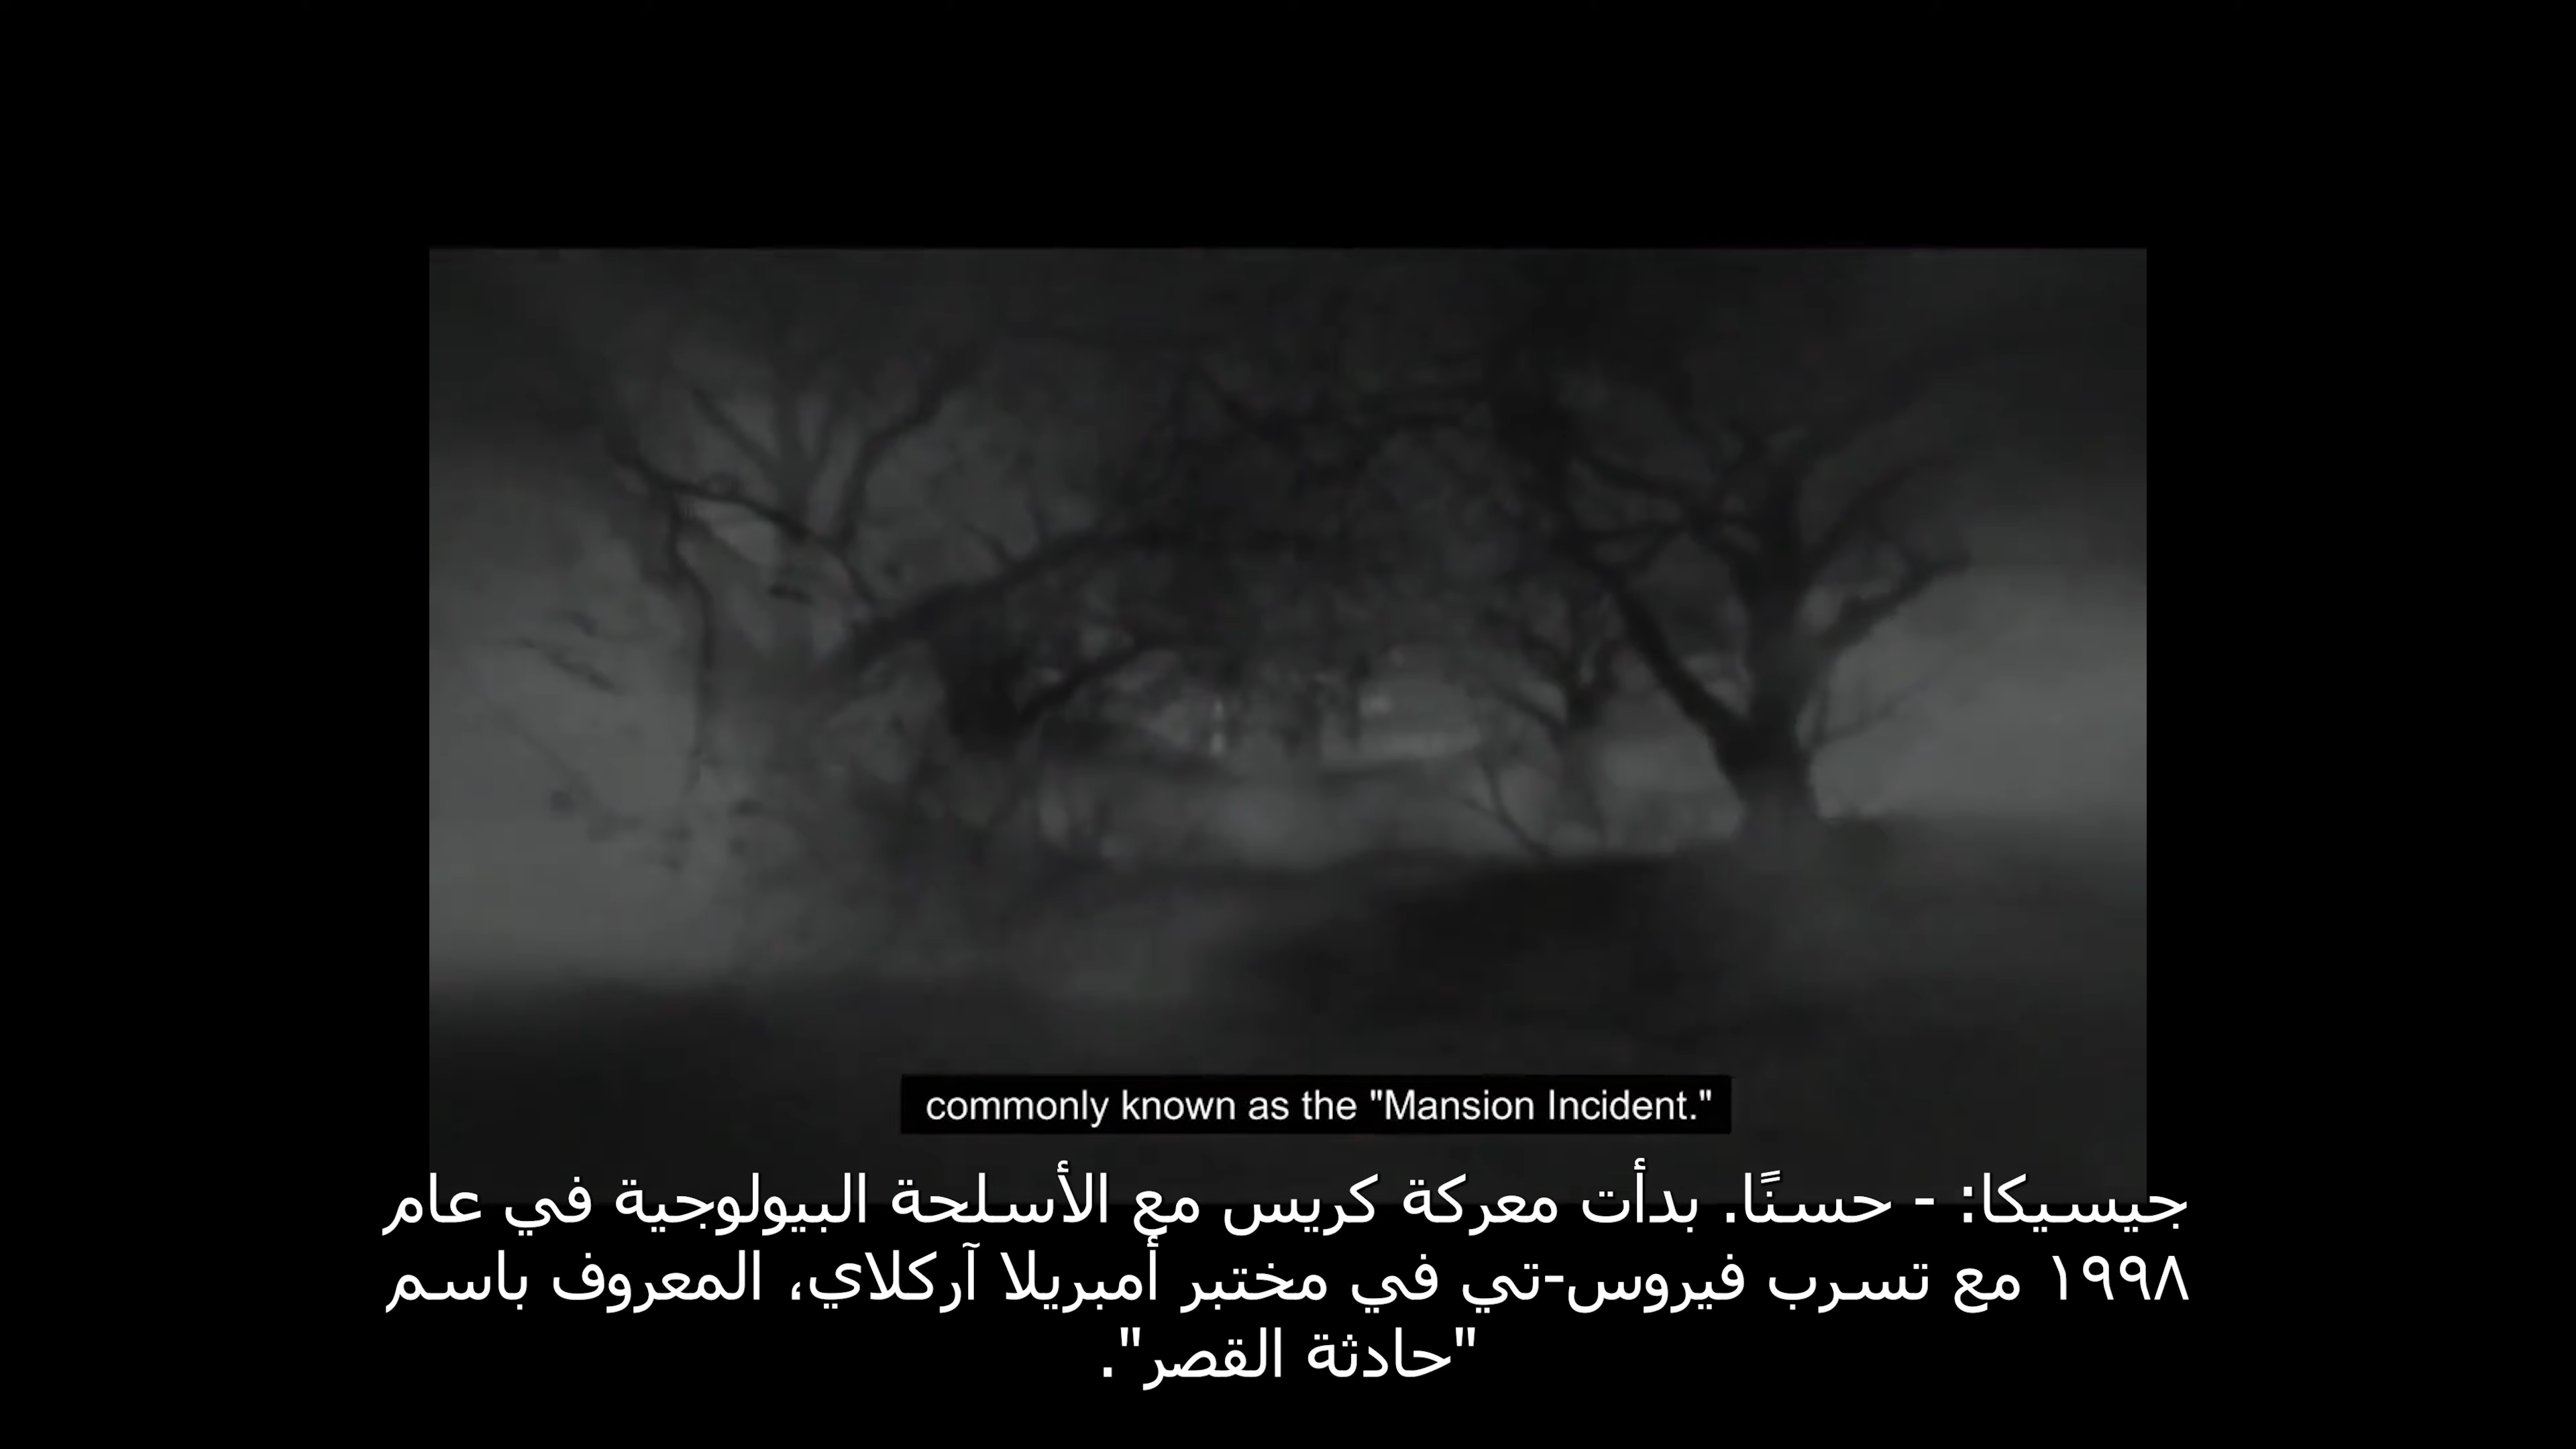 commonly known as the "Mansion Incident."
جيسيكا: - حسنًا. بدأت معركة كريس مع الأسلحة البيولوجية في عام
١٩٩٨ مع تسرب فيروس-تي في مختبر أمبريلا آركلاي، المعروف باسم
"حادثة القصر".